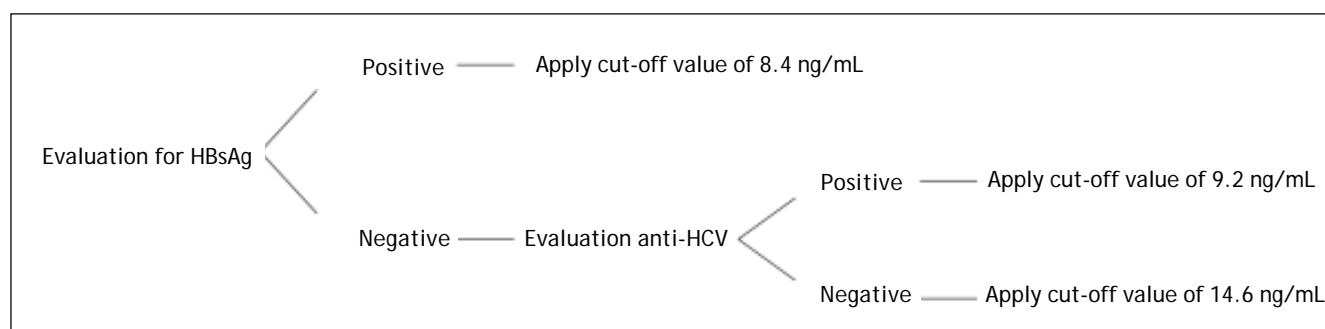 Positive
Apply cut-off value of 8.4 ng/mL
Evaluation for HBsAg
Positive
Apply cut-off value of 9.2 ng/mL
Negative
Evaluation anti-HCV
Negative
Apply cut-off value of 14.6 ng/mL